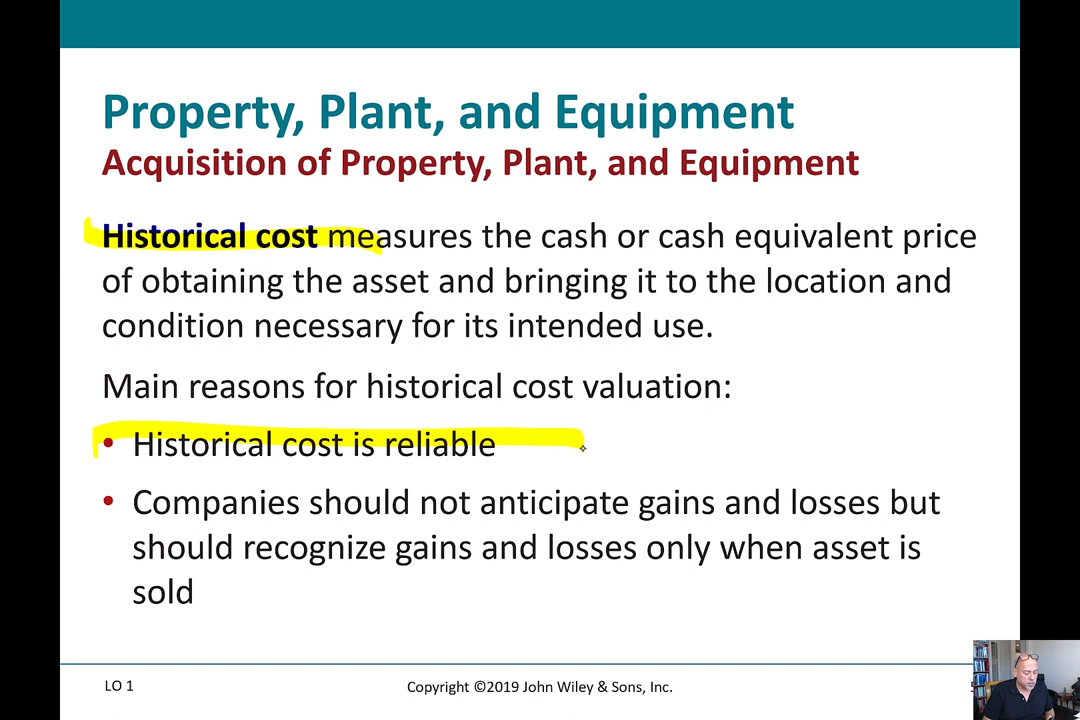 Property, Plant, and Equipment
Acquisition of Property, Plant, and Equipment
Historical cost measures the cash or cash equivalent price
of obtaining the asset and bringing it to the location and
condition necessary for its intended use.
Main reasons for historical cost valuation:
• Historical cost is reliable
• Companies should not anticipate gains and losses but
should recognize gains and losses only when asset is
sold
LO 1
Copyright ©2019 John Wiley & Sons, Inc.